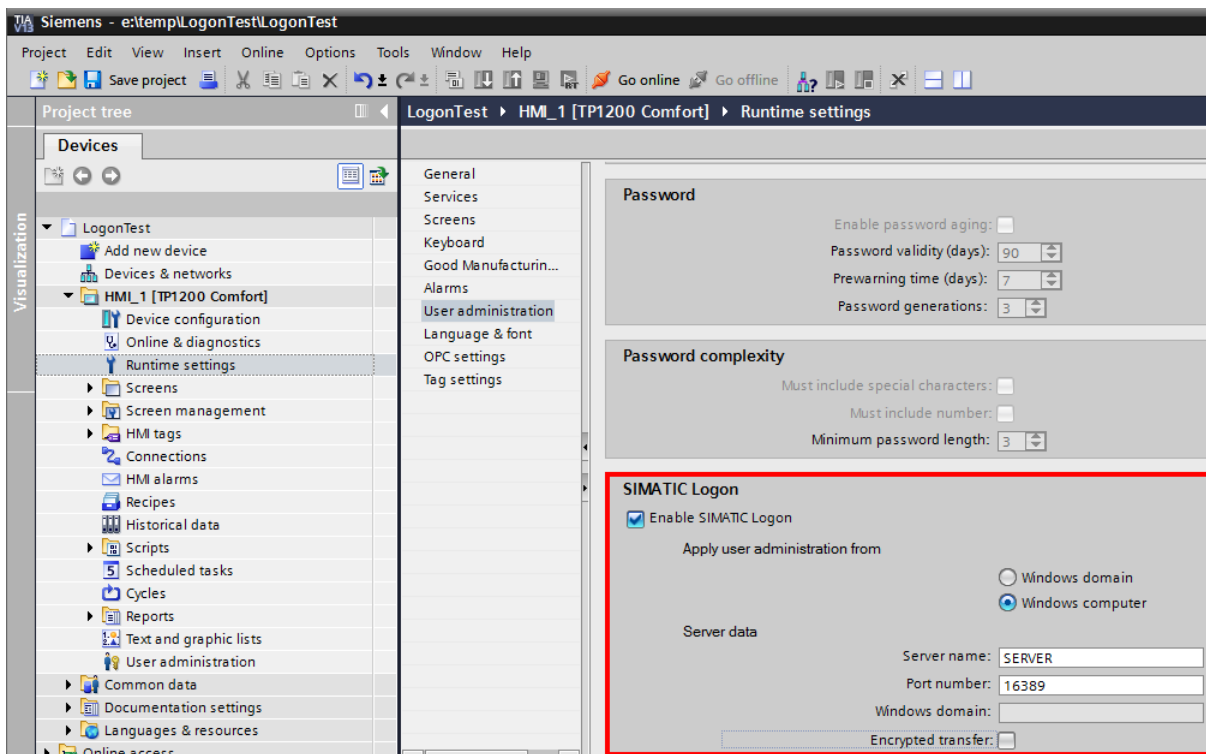 TIA V13 Siemens - e:\temp\LogonTest\LogonTest
Project Edit View Insert Online Options Tools Window Help
Save project RT Go online Go offline
Project tree
LogonTest HMI_1 [TP1200 Comfort] Runtime settings
Devices
Visualization
LogonTest
Add new device
Devices & networks
HMI_1 [TP1200 Comfort]
Device configuration
Online & diagnostics
Runtime settings
Screens
Screen management
HMI tags
Connections
HMI alarms
Recipes
Historical data
Scripts
Scheduled tasks
Cycles
Reports
Text and graphic lists
User administration
Common data
Documentation settings
Languages & resources
Online access
General
Services
Screens
Keyboard
Good Manufacturin...
Alarms
User administration
Language & font
OPC settings
Tag settings
Password
Enable password aging:
Password validity (days): 90
Prewarning time (days): 7
Password generations: 3
Password complexity
Must include special characters:
Must include number:
Minimum password length: 3
SIMATIC Logon
Enable SIMATIC Logon
Apply user administration from
Windows domain
Windows computer
Server data
Server name: SERVER
Port number: 16389
Windows domain:
Encrypted transfer: